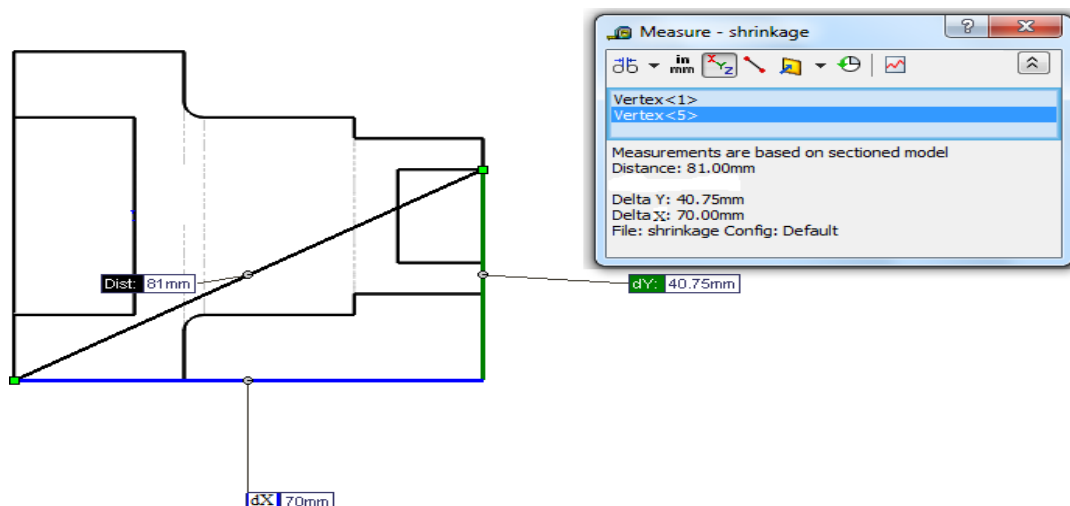 Measure - shrinkage
in
mm
XYZ
Vertex<1>
Vertex<5>
Measurements are based on sectioned model
Distance: 81.00mm
Delta Y: 40.75mm
Delta X: 70.00mm
File: shrinkage Config: Default
Dist: 81mm
dY: 40.75mm
dX 70mm